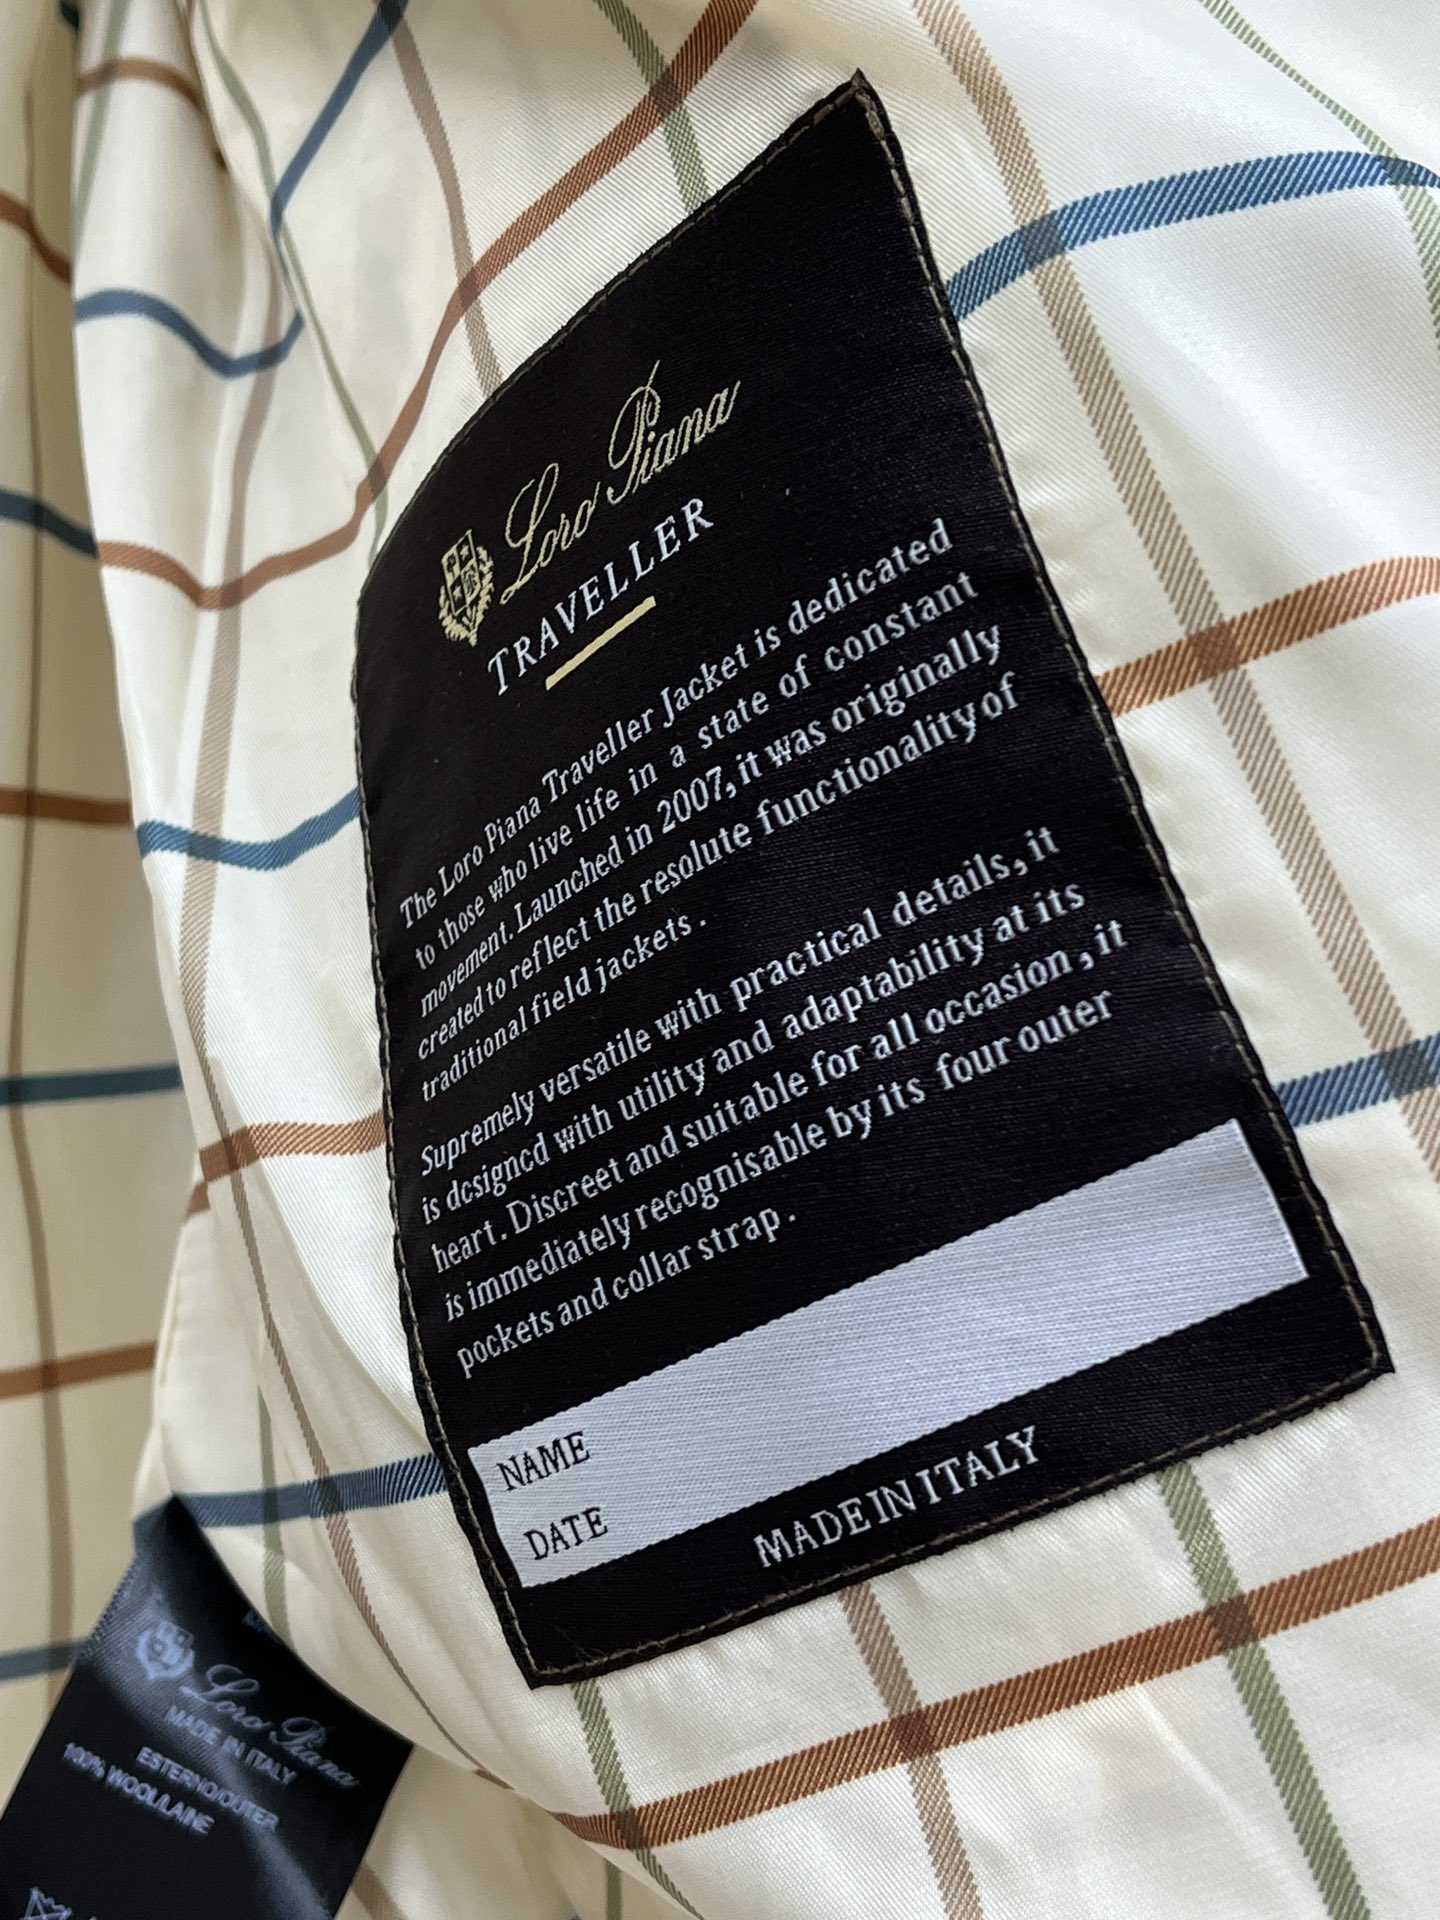 Loro Piana
TRAVELLER
The Loro Piana Traveller Jacket is dedicated
to those who live life in a state of constant
movement. Launched in 2007, it was originally
created to reflect the resolute functionality of
traditional field jackets .
Supremely versatile with practical details, it
is dcsigncd with utility and adaptability at its
heart. Discreet and suitable for all occasion , it
is immediately recognisable by its four outer
pockets and collar strap .
NAME
DATE
MADE IN ITALY
Loro Piana
MADE IN ITALY
ESTERNO/OUTER
100% WOOL/LAINE